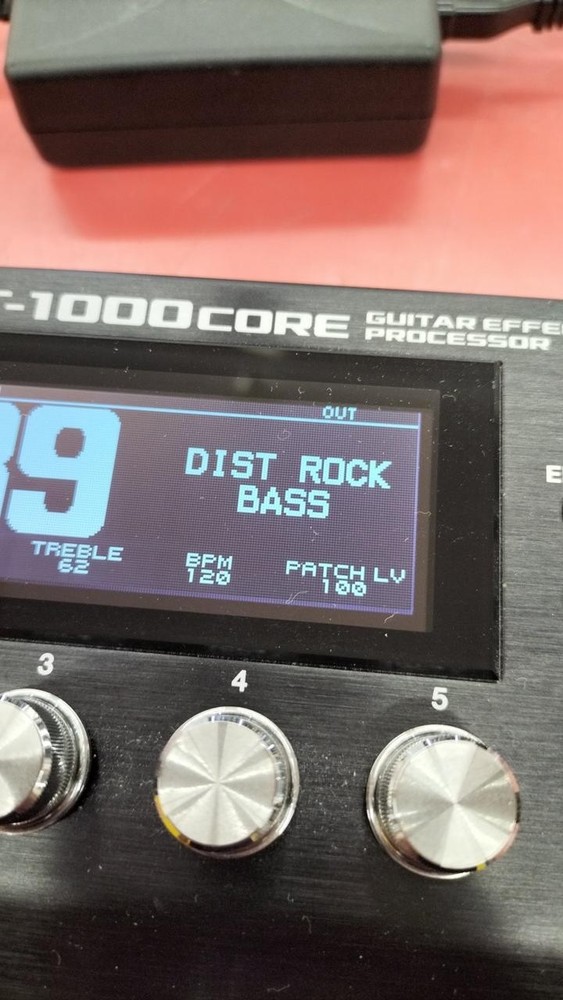 T-1000CORE GUITAR EFFE
PROCESSOR
OUT
39
DIST ROCK
BASS
TREBLE
62
BPM
120
PATCH LV
100
3
4
5
E